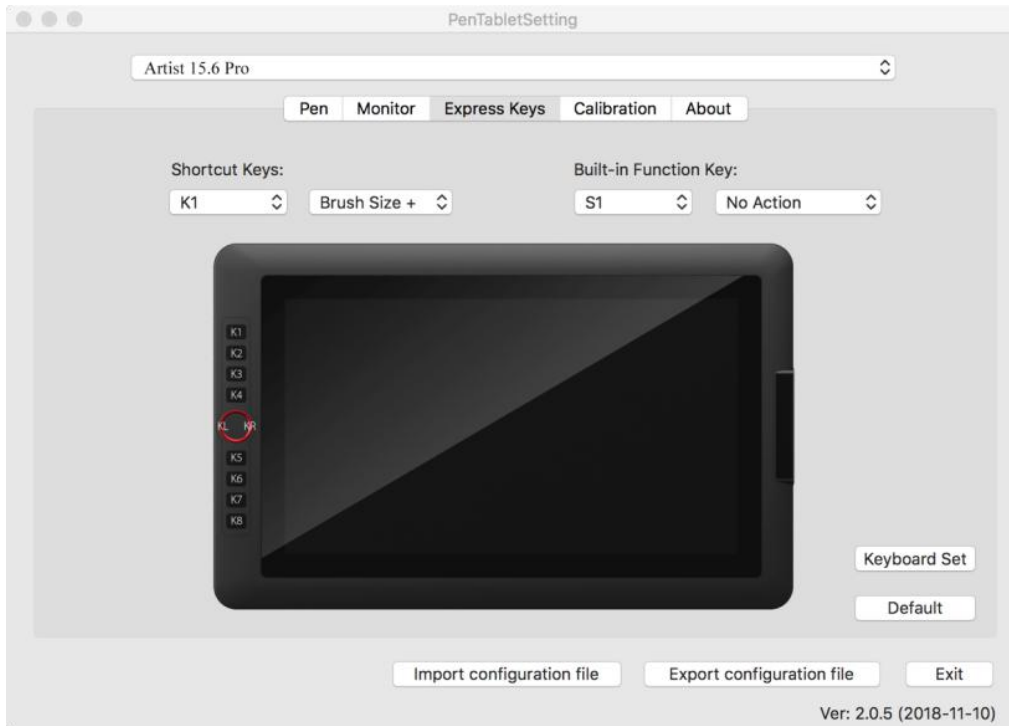 PenTabletSetting
Artist 15.6 Pro
Pen Monitor Express Keys Calibration About
Shortcut Keys: Built-in Function Key:
K1 Brush Size + S1 No Action
K1
K2
K3
K4
KL KR
K5
K6
K7
K8
Keyboard Set
Default
Import configuration file Export configuration file Exit
Ver: 2.0.5 (2018-11-10)